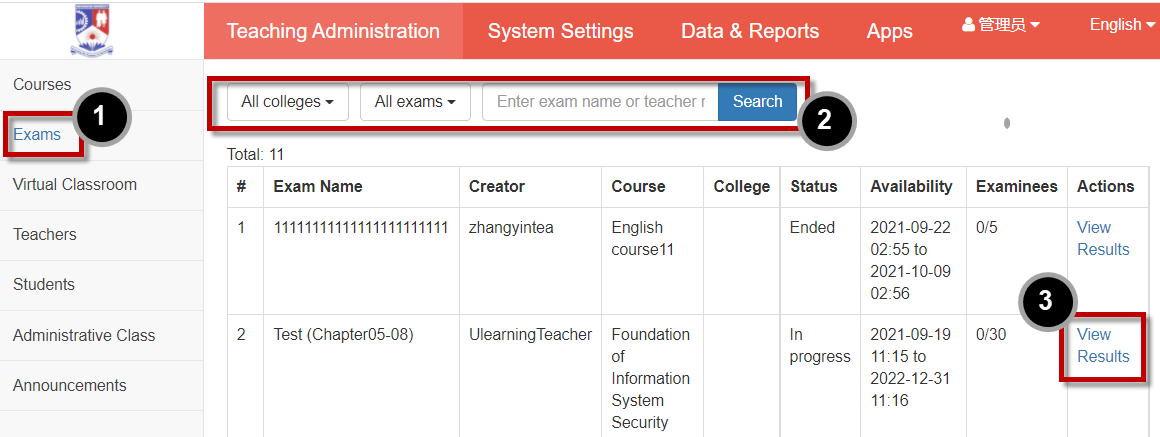 Teaching Administration System Settings Data & Reports Apps 管理员 English
Courses
Exams
Virtual Classroom
Teachers
Students
Administrative Class
Announcements
1
All colleges All exams Enter exam name or teacher r Search
2
Total: 11
# Exam Name Creator Course College Status Availability Examinees Actions
1 11111111111111111111111 zhangyintea English Ended 2021-09-22 0/5 View
course11 02:55 to Results
2021-10-09
02:56
3
2 Test (Chapter05-08) UlearningTeacher Foundation In 2021-09-19 0/30 View
of progress 11:15 to Results
Information 2022-12-31
System 11:16
Security